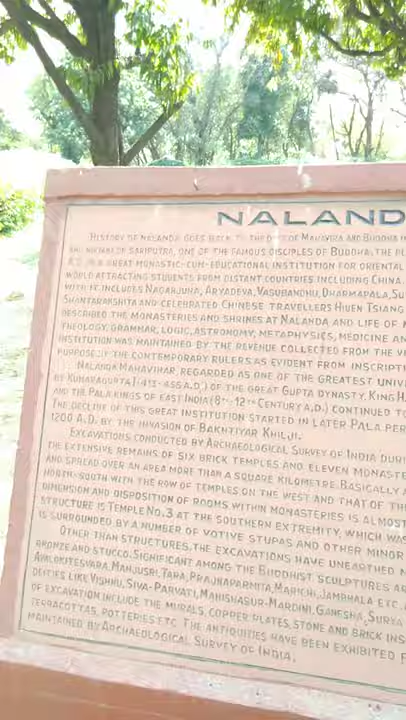 NALAND
HISTORY OF NALANDA GOES BACK TO THE DAYS OF MAHAVIRA AND BUDDHA IN
AND NIRVANA OF SARIPUTRA, ONE OF THE FAMOUS DISCIPLES OF BUDDHA. THE PL
A.D. AS A GREAT MONASTIC-CUM-EDUCATIONAL INSTITUTION FOR ORIENTAL
WORLD ATTRACTING STUDENTS FROM DISTANT COUNTRIES INCLUDING CHINA.
WITH IT INCLUDES NAGARJUNA, ARYADEVA, VASUBANDHU, DHARMAPALA, SU
SHANTARAKSHITA AND CELEBRATED CHINESE TRAVELLERS HIUEN TSIANG
DESCRIBED THE MONASTERIES AND SHRINES AT NALANDA AND LIFE OF M
THEOLOGY, GRAMMAR, LOGIC, ASTRONOMY, METAPHYSICS, MEDICINE AN
INSTITUTION WAS MAINTAINED BY THE REVENUE COLLECTED FROM THE VI
PURPOSE BY THE CONTEMPORARY RULERS AS EVIDENT FROM INSCRIPTI
NALANDA MAHAVIHAR, REGARDED AS ONE OF THE GREATEST UNIV
BY KUMARAGUPTA I (413-455 A.D.) OF THE GREAT GUPTA DYNASTY. KING H
AND THE PALA KINGS OF EAST INDIA (8TH-12TH CENTURY A.D.) CONTINUED TO
THE DECLINE OF THIS GREAT INSTITUTION STARTED IN LATER PALA PER
1200 A.D. BY THE INVASION OF BAKHTIYAR KHILJI.
EXCAVATIONS CONDUCTED BY ARCHAEOLOGICAL SURVEY OF INDIA DURI
THE EXTENSIVE REMAINS OF SIX BRICK TEMPLES AND ELEVEN MONASTE
AND SPREAD OVER AN AREA MORE THAN A SQUARE KILOMETRE. BASICALLY A
NORTH-SOUTH WITH THE ROW OF TEMPLES ON THE WEST AND THAT OF TH
DIMENSION AND DISPOSITION OF ROOMS WITHIN MONASTERIES IS ALMOST
STRUCTURE IS TEMPLE NO. 3 AT THE SOUTHERN EXTREMITY, WHICH WA
IS SURROUNDED BY A NUMBER OF VOTIVE STUPAS AND OTHER MINOR
OTHER THAN STRUCTURES, THE EXCAVATIONS HAVE UNEARTHED M
BRONZE AND STUCCO. SIGNIFICANT AMONG THE BUDDHIST SCULPTURES AR
AVALOKITESVARA, MANJUSRI, TARA, PRAJNAPARMITA, MARICHI, JAMBHALA ETC.
DEITIES LIKE VISHNU, SIVA-PARVATI, MAHISHASUR-MARDINI, GANESHA, SURYA
OF EXCAVATION INCLUDE THE MURALS, COPPER PLATES, STONE AND BRICK INS
TERRACOTTAS, POTTERIES ETC. THE ANTIQUITIES HAVE BEEN EXHIBITED F
MAINTAINED BY ARCHAEOLOGICAL SURVEY OF INDIA.